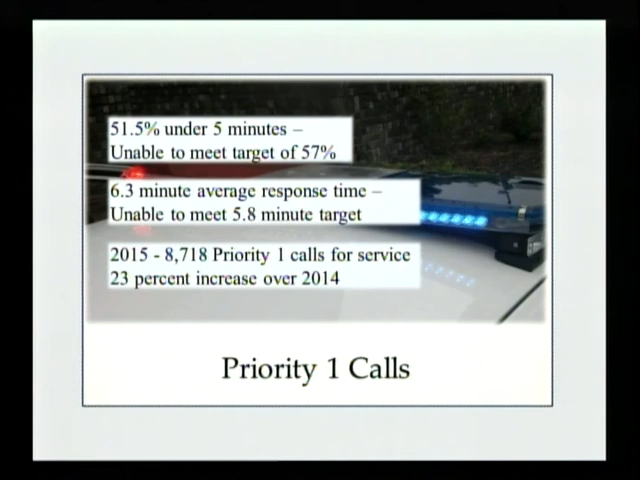 51.5% under 5 minutes –
Unable to meet target of 57%
6.3 minute average response time –
Unable to meet 5.8 minute target
2015 - 8,718 Priority 1 calls for service
23 percent increase over 2014
Priority 1 Calls